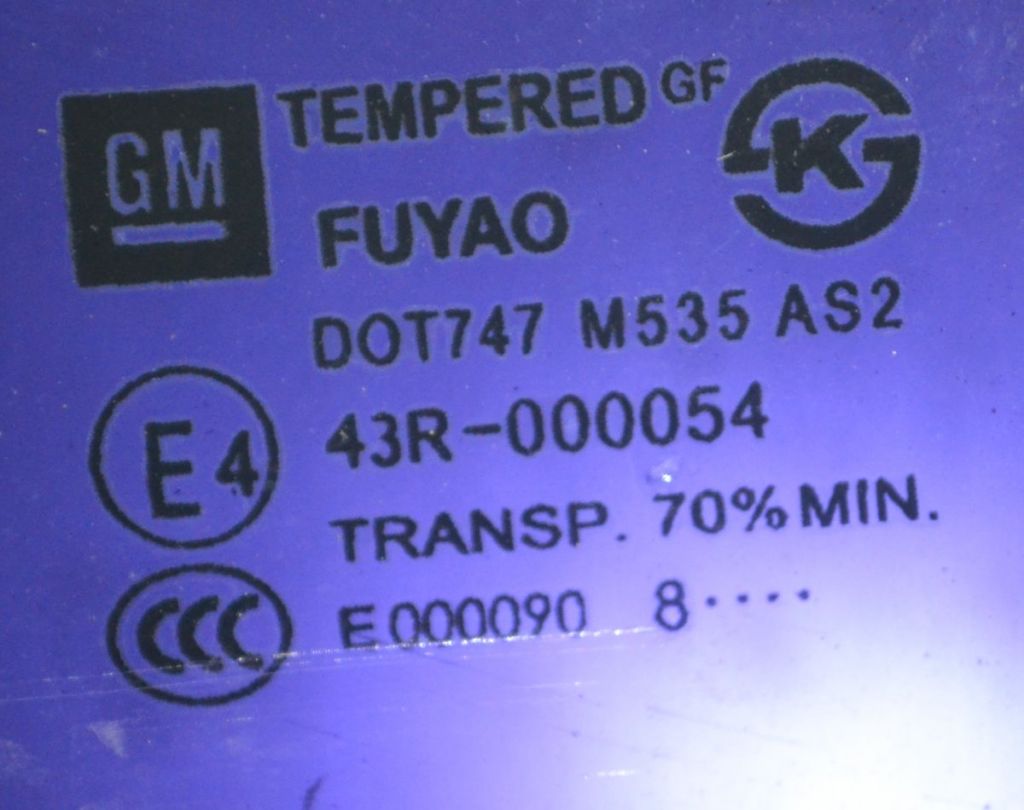 GM TEMPERED GF K
FUYAO
DOT747 M535 AS2
E4 43R-000054
TRANSP. 70% MIN.
CCC E000090 8····